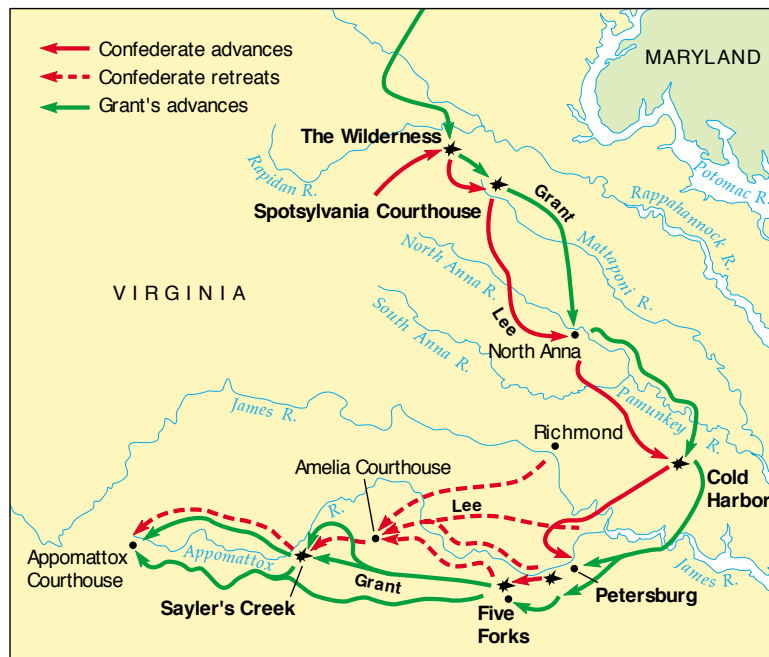 Confederate advances
Confederate retreats
Grant's advances
MARYLAND
The Wilderness
Rapidan R.
Potomac R.
Spotsylvania Courthouse
Grant
Rappahannock R.
Mattaponi R.
VIRGINIA
North Anna R.
Lee
South Anna R.
North Anna
James R.
Pamunkey R.
Richmond
Amelia Courthouse
Cold
Harbor
Lee
Appomattox R.
Appomattox
Courthouse
James R.
Grant
Sayler's Creek
Petersburg
Five
Forks